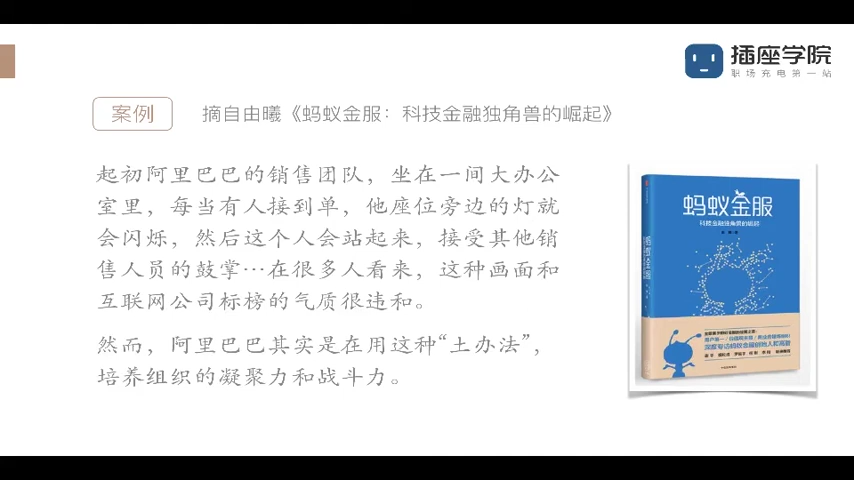 插座学院
职场充电第一站
案例
摘自由曦《蚂蚁金服：科技金融独角兽的崛起》
起初阿里巴巴的销售团队，坐在一间大办公
室里，每当有人接到单，他座位旁边的灯就
会闪烁，然后这个人会站起来，接受其他销
售人员的鼓掌…在很多人看来，这种画面和
互联网公司标榜的气质很违和。
然而，阿里巴巴其实是在用这种“土办法”，
培养组织的凝聚力和战斗力。
蚂蚁金服
科技金融独角兽的崛起
蚂蚁金服